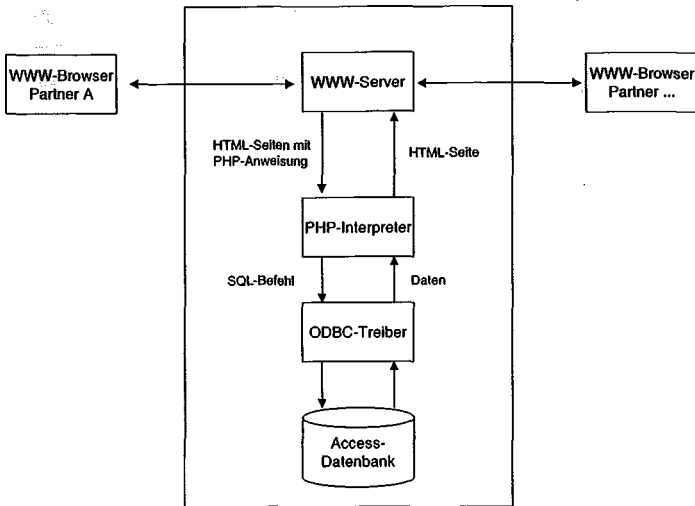 WWW-Browser
Partner A
WWW-Server
WWW-Browser
Partner ...
HTML-Seiten mit
PHP-Anweisung
HTML-Seite
PHP-Interpreter
SQL-Befehl
Daten
ODBC-Treiber
Access-
Datenbank